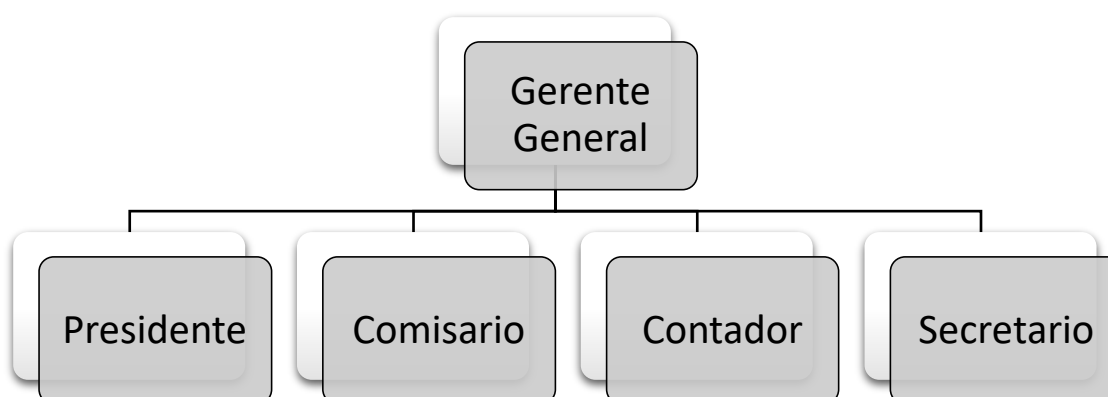 Gerente
General
Presidente
Comisario
Contador
Secretario